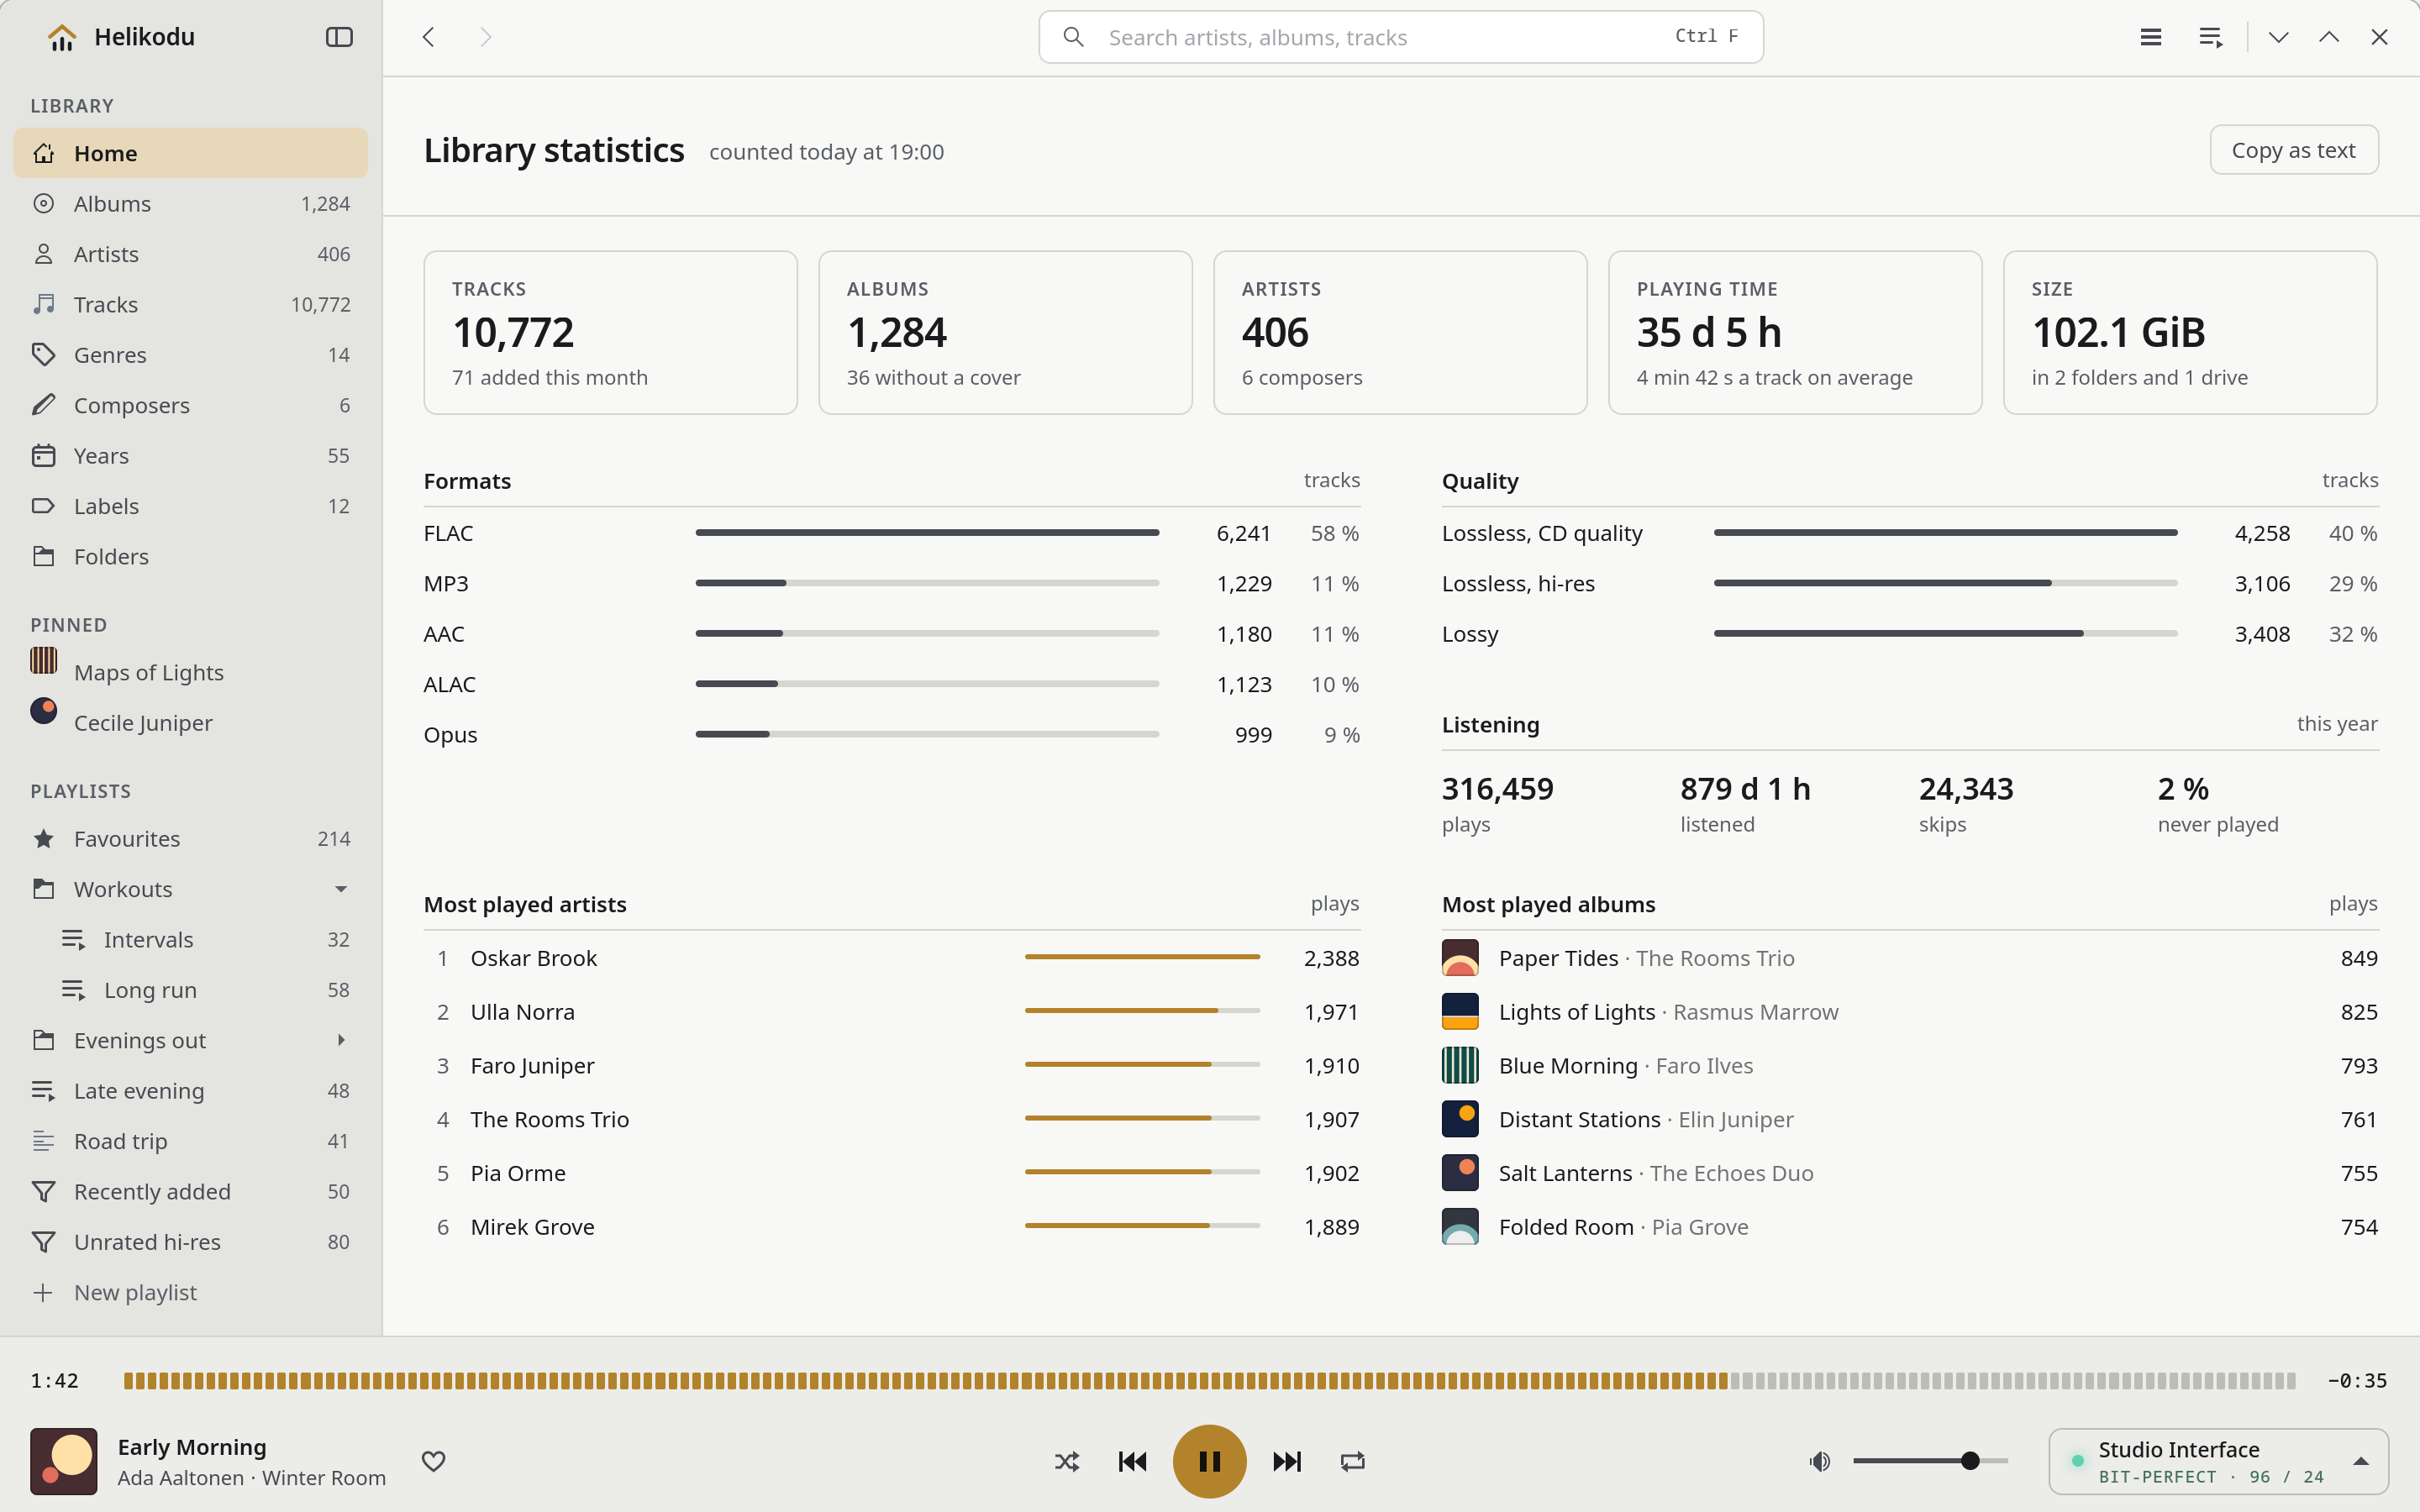 Helikodu
Search artists, albums, tracks
Ctrl F
LIBRARY
Home
Albums 1,284
Artists 406
Tracks 10,772
Genres 14
Composers 6
Years 55
Labels 12
Folders
PINNED
Maps of Lights
Cecile Juniper
PLAYLISTS
Favourites 214
Workouts
Intervals 32
Long run 58
Evenings out
Late evening 48
Road trip 41
Recently added 50
Unrated hi-res 80
New playlist
Library statistics counted today at 19:00
Copy as text
TRACKS
10,772
71 added this month
ALBUMS
1,284
36 without a cover
ARTISTS
406
6 composers
PLAYING TIME
35 d 5 h
4 min 42 s a track on average
SIZE
102.1 GiB
in 2 folders and 1 drive
Formats tracks
FLAC 6,241 58 %
MP3 1,229 11 %
AAC 1,180 11 %
ALAC 1,123 10 %
Opus 999 9 %
Quality tracks
Lossless, CD quality 4,258 40 %
Lossless, hi-res 3,106 29 %
Lossy 3,408 32 %
Listening this year
316,459 879 d 1 h 24,343 2 %
plays listened skips never played
Most played artists plays
1 Oskar Brook 2,388
2 Ulla Norra 1,971
3 Faro Juniper 1,910
4 The Rooms Trio 1,907
5 Pia Orme 1,902
6 Mirek Grove 1,889
Most played albums plays
Paper Tides · The Rooms Trio 849
Lights of Lights · Rasmus Marrow 825
Blue Morning · Faro Ilves 793
Distant Stations · Elin Juniper 761
Salt Lanterns · The Echoes Duo 755
Folded Room · Pia Grove 754
1:42 −0:35
Early Morning
Ada Aaltonen · Winter Room
Studio Interface
BIT-PERFECT · 96 / 24